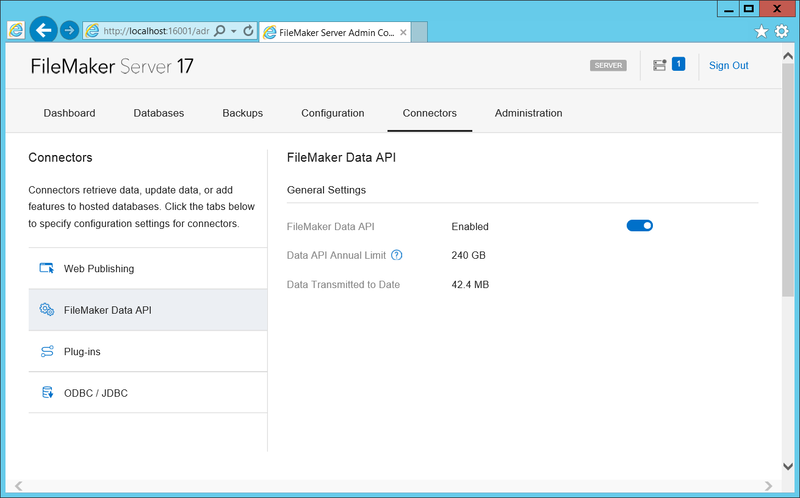 http://localhost:16001/adr
FileMaker Server Admin Co...
FileMaker Server 17
SERVER
1
Sign Out
Dashboard
Databases
Backups
Configuration
Connectors
Administration
Connectors
Connectors retrieve data, update data, or add
features to hosted databases. Click the tabs below
to specify configuration settings for connectors.
Web Publishing
FileMaker Data API
Plug-ins
ODBC / JDBC
FileMaker Data API
General Settings
FileMaker Data API Enabled
Data API Annual Limit ? 240 GB
Data Transmitted to Date 42.4 MB